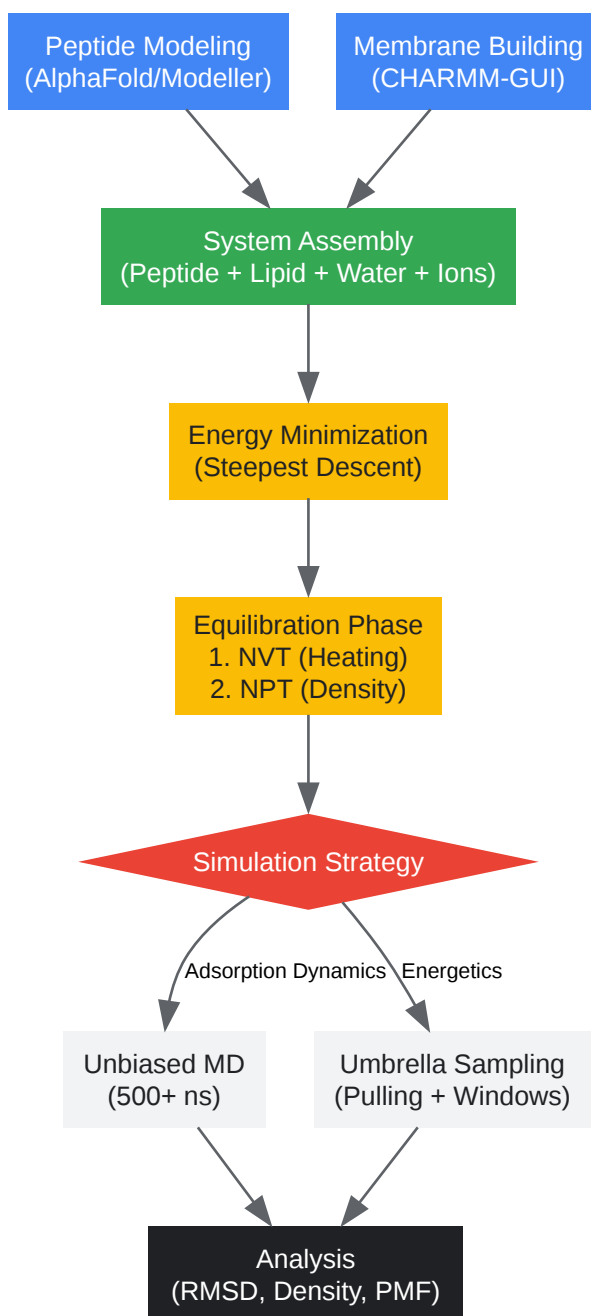 Peptide Modeling
(AlphaFold/Modeller)
Membrane Building
(CHARMM-GUI)
System Assembly
(Peptide + Lipid + Water + Ions)
Energy Minimization
(Steepest Descent)
Equilibration Phase
1. NVT (Heating)
2. NPT (Density)
Simulation Strategy
Adsorption Dynamics
Energetics
Unbiased MD
(500+ ns)
Umbrella Sampling
(Pulling + Windows)
Analysis
(RMSD, Density, PMF)